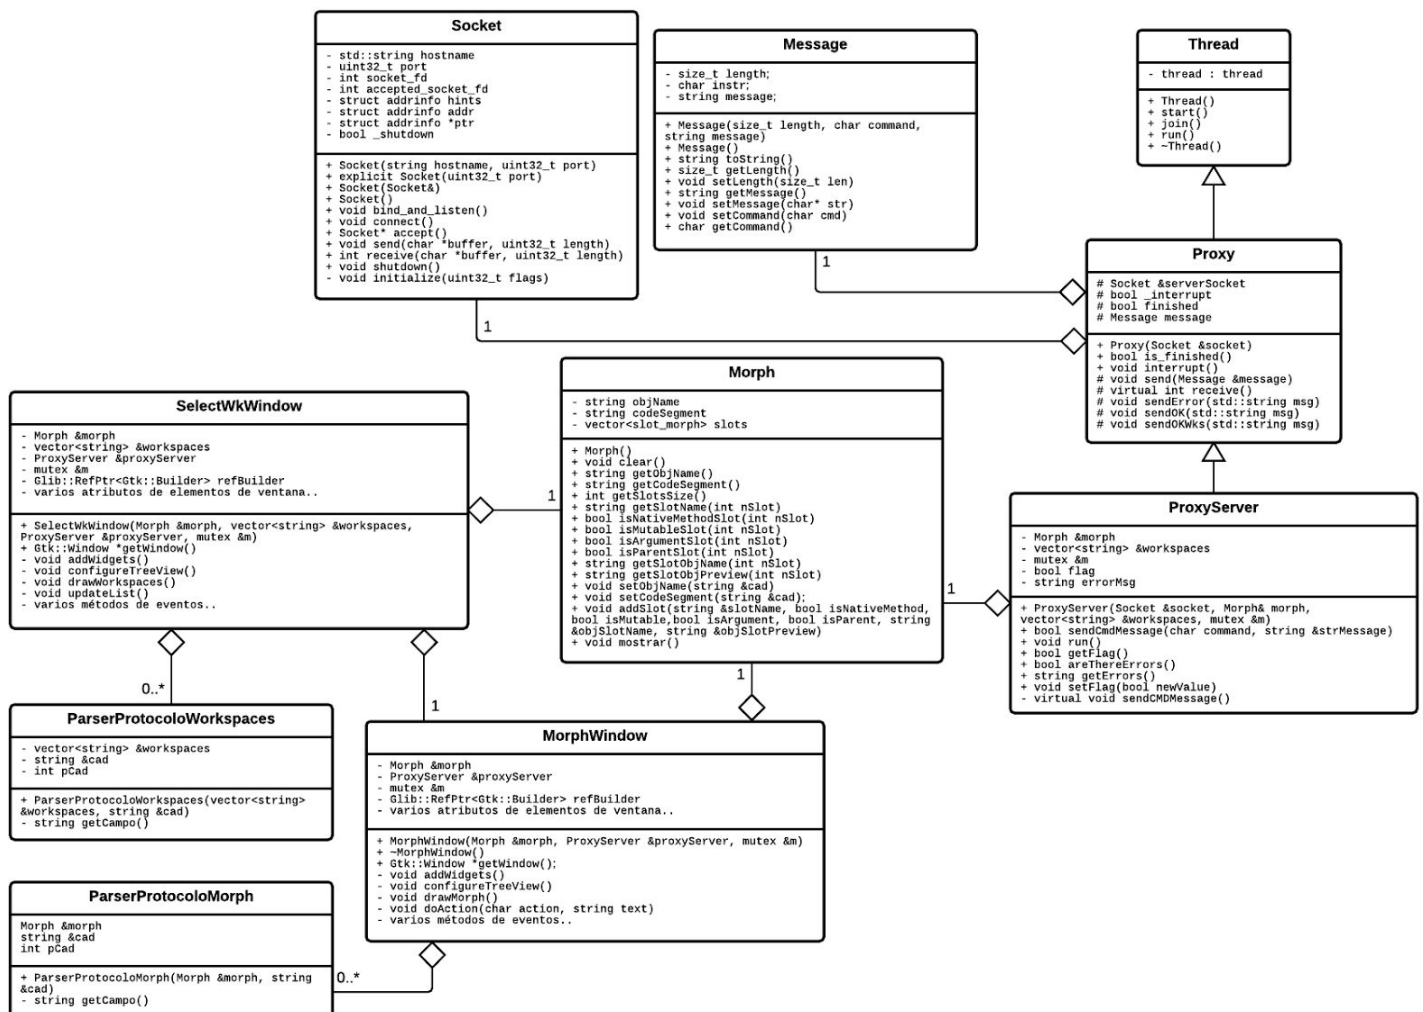 Socket
- std::string hostname
- uint32_t port
- int socket_fd
- int accepted_socket_fd
- struct addrinfo hints
- struct addrinfo addr
- struct addrinfo *ptr
- bool _shutdown
+ Socket(string hostname, uint32_t port)
+ explicit Socket(uint32_t port)
+ Socket(Socket&)
+ Socket()
+ void bind_and_listen()
+ void connect()
+ Socket* accept()
+ void send(char *buffer, uint32_t length)
+ int receive(char *buffer, uint32_t length)
+ void shutdown()
- void initialize(uint32_t flags)
1
Message
- size_t length;
- char instr;
- string message;
+ Message(size_t length, char command,
string message)
+ Message()
+ string toString()
+ size_t getLength()
+ void setLength(size_t len)
+ string getMessage()
+ void setMessage(char* str)
+ void setCommand(char cmd)
+ char getCommand()
1
Thread
- thread : thread
+ Thread()
+ start()
+ join()
+ run()
+ ~Thread()
Proxy
# Socket &serverSocket
# bool _interrupt
# bool finished
# Message message
+ Proxy(Socket &socket)
+ bool is_finished()
+ void interrupt()
# void send(Message &message)
# virtual int receive()
# void sendError(std::string msg)
# void sendOK(std::string msg)
# void sendOKWks(std::string msg)
Morph
- string objName
- string codeSegment
- vector<slot_morph> slots
+ Morph()
+ void clear()
+ string getObjName()
+ string getCodeSegment()
+ int getSlotsSize()
+ string getSlotName(int nSlot)
+ bool isNativeMethodSlot(int nSlot)
+ bool isMutableSlot(int nSlot)
+ bool isArgumentSlot(int nSlot)
+ bool isParentSlot(int nSlot)
+ string getSlotObjName(int nSlot)
+ string getSlotObjPreview(int nSlot)
+ void setObjName(string &cad)
+ void setCodeSegment(string &cad);
+ void addSlot(string &slotName, bool isNativeMethod,
bool isMutable,bool isArgument, bool isParent, string
&objSlotName, string &objSlotPreview)
+ void mostrar()
1
1
1
SelectWkWindow
- Morph &morph
- vector<string> &workspaces
- ProxyServer &proxyServer
- mutex &m
- Glib::RefPtr<Gtk::Builder> refBuilder
- varios atributos de elementos de ventana..
+ SelectWkWindow(Morph &morph, vector<string> &workspaces,
ProxyServer &proxyServer, mutex &m)
+ Gtk::Window *getWindow()
- void addWidgets()
- void configureTreeView()
- void drawWorkspaces()
- void updateList()
- varios métodos de eventos..
0..*
1
ProxyServer
- Morph &morph
- vector<string> &workspaces
- mutex &m
- bool flag
- string errorMsg
+ ProxyServer(Socket &socket, Morph& morph,
vector<string> &workspaces, mutex &m)
+ bool sendCmdMessage(char command, string &strMessage)
+ void run()
+ bool getFlag()
+ bool areThereErrors()
+ string getErrors()
+ void setFlag(bool newValue)
- virtual void sendCMDMessage()
ParserProtocoloWorkspaces
- vector<string> &workspaces
- string &cad
- int pCad
+ ParserProtocoloWorkspaces(vector<string>
&workspaces, string &cad)
- string getCampo()
MorphWindow
- Morph &morph
- ProxyServer &proxyServer
- mutex &m
- Glib::RefPtr<Gtk::Builder> refBuilder
- varios atributos de elementos de ventana..
+ MorphWindow(Morph &morph, ProxyServer &proxyServer, mutex &m)
+ ~MorphWindow()
+ Gtk::Window *getWindow();
- void addWidgets()
- void configureTreeView()
- void drawMorph()
- void doAction(char action, string text)
- varios métodos de eventos..
0..*
ParserProtocoloMorph
Morph &morph
string &cad
int pCad
+ ParserProtocoloMorph(Morph &morph, string
&cad)
- string getCampo()